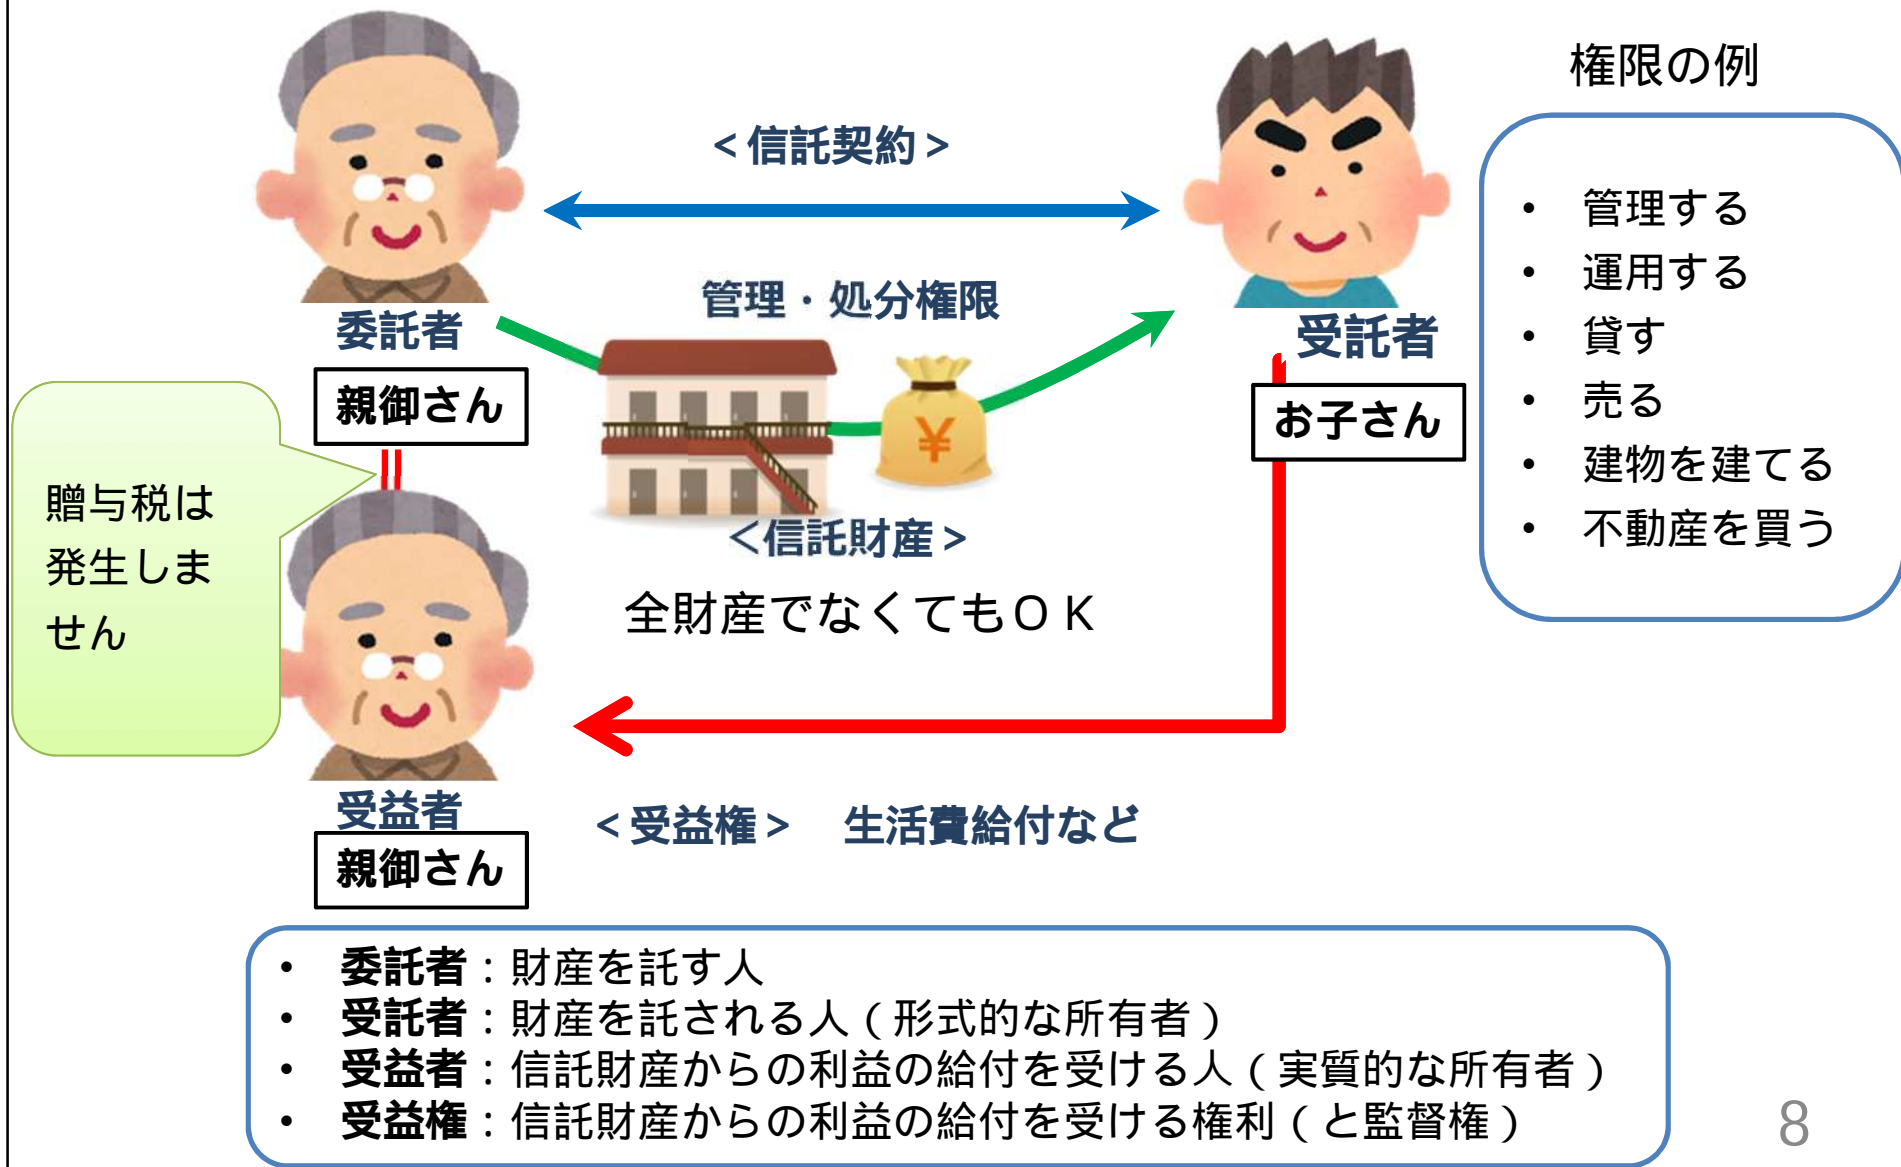 権限の例
<信託契約>
・ 管理する
・ 運用する
・ 貸す
・ 売る
・ 建物を建てる
・ 不動産を買う
管理・処分権限
委託者
親御さん
受託者
お子さん
¥
<信託財産>
全財産でなくてもＯＫ
贈与税は
発生しま
せん
受益者
親御さん
<受益権>　生活費給付など
・ 委託者：財産を託す人
・ 受託者：財産を託される人（形式的な所有者）
・ 受益者：信託財産からの利益の給付を受ける人（実質的な所有者）
・ 受益権：信託財産からの利益の給付を受ける権利（と監督権）
8